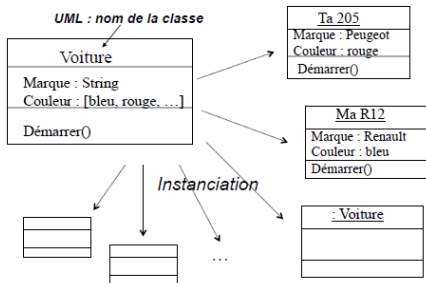 UML : nom de la classe
Voiture
Marque : String
Couleur : [bleu, rouge, …]
Démarrer()
Ta 205
Marque : Peugeot
Couleur : rouge
Démarrer()
Ma R12
Marque : Renault
Couleur : bleu
Démarrer()
Instanciation
…
: Voiture